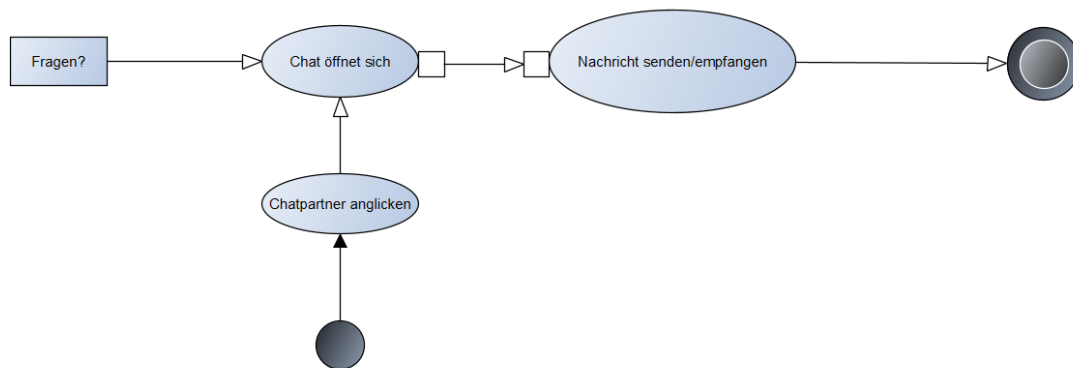 Fragen?
Chat öffnet sich
Nachricht senden/empfangen
Chatpartner anglicken